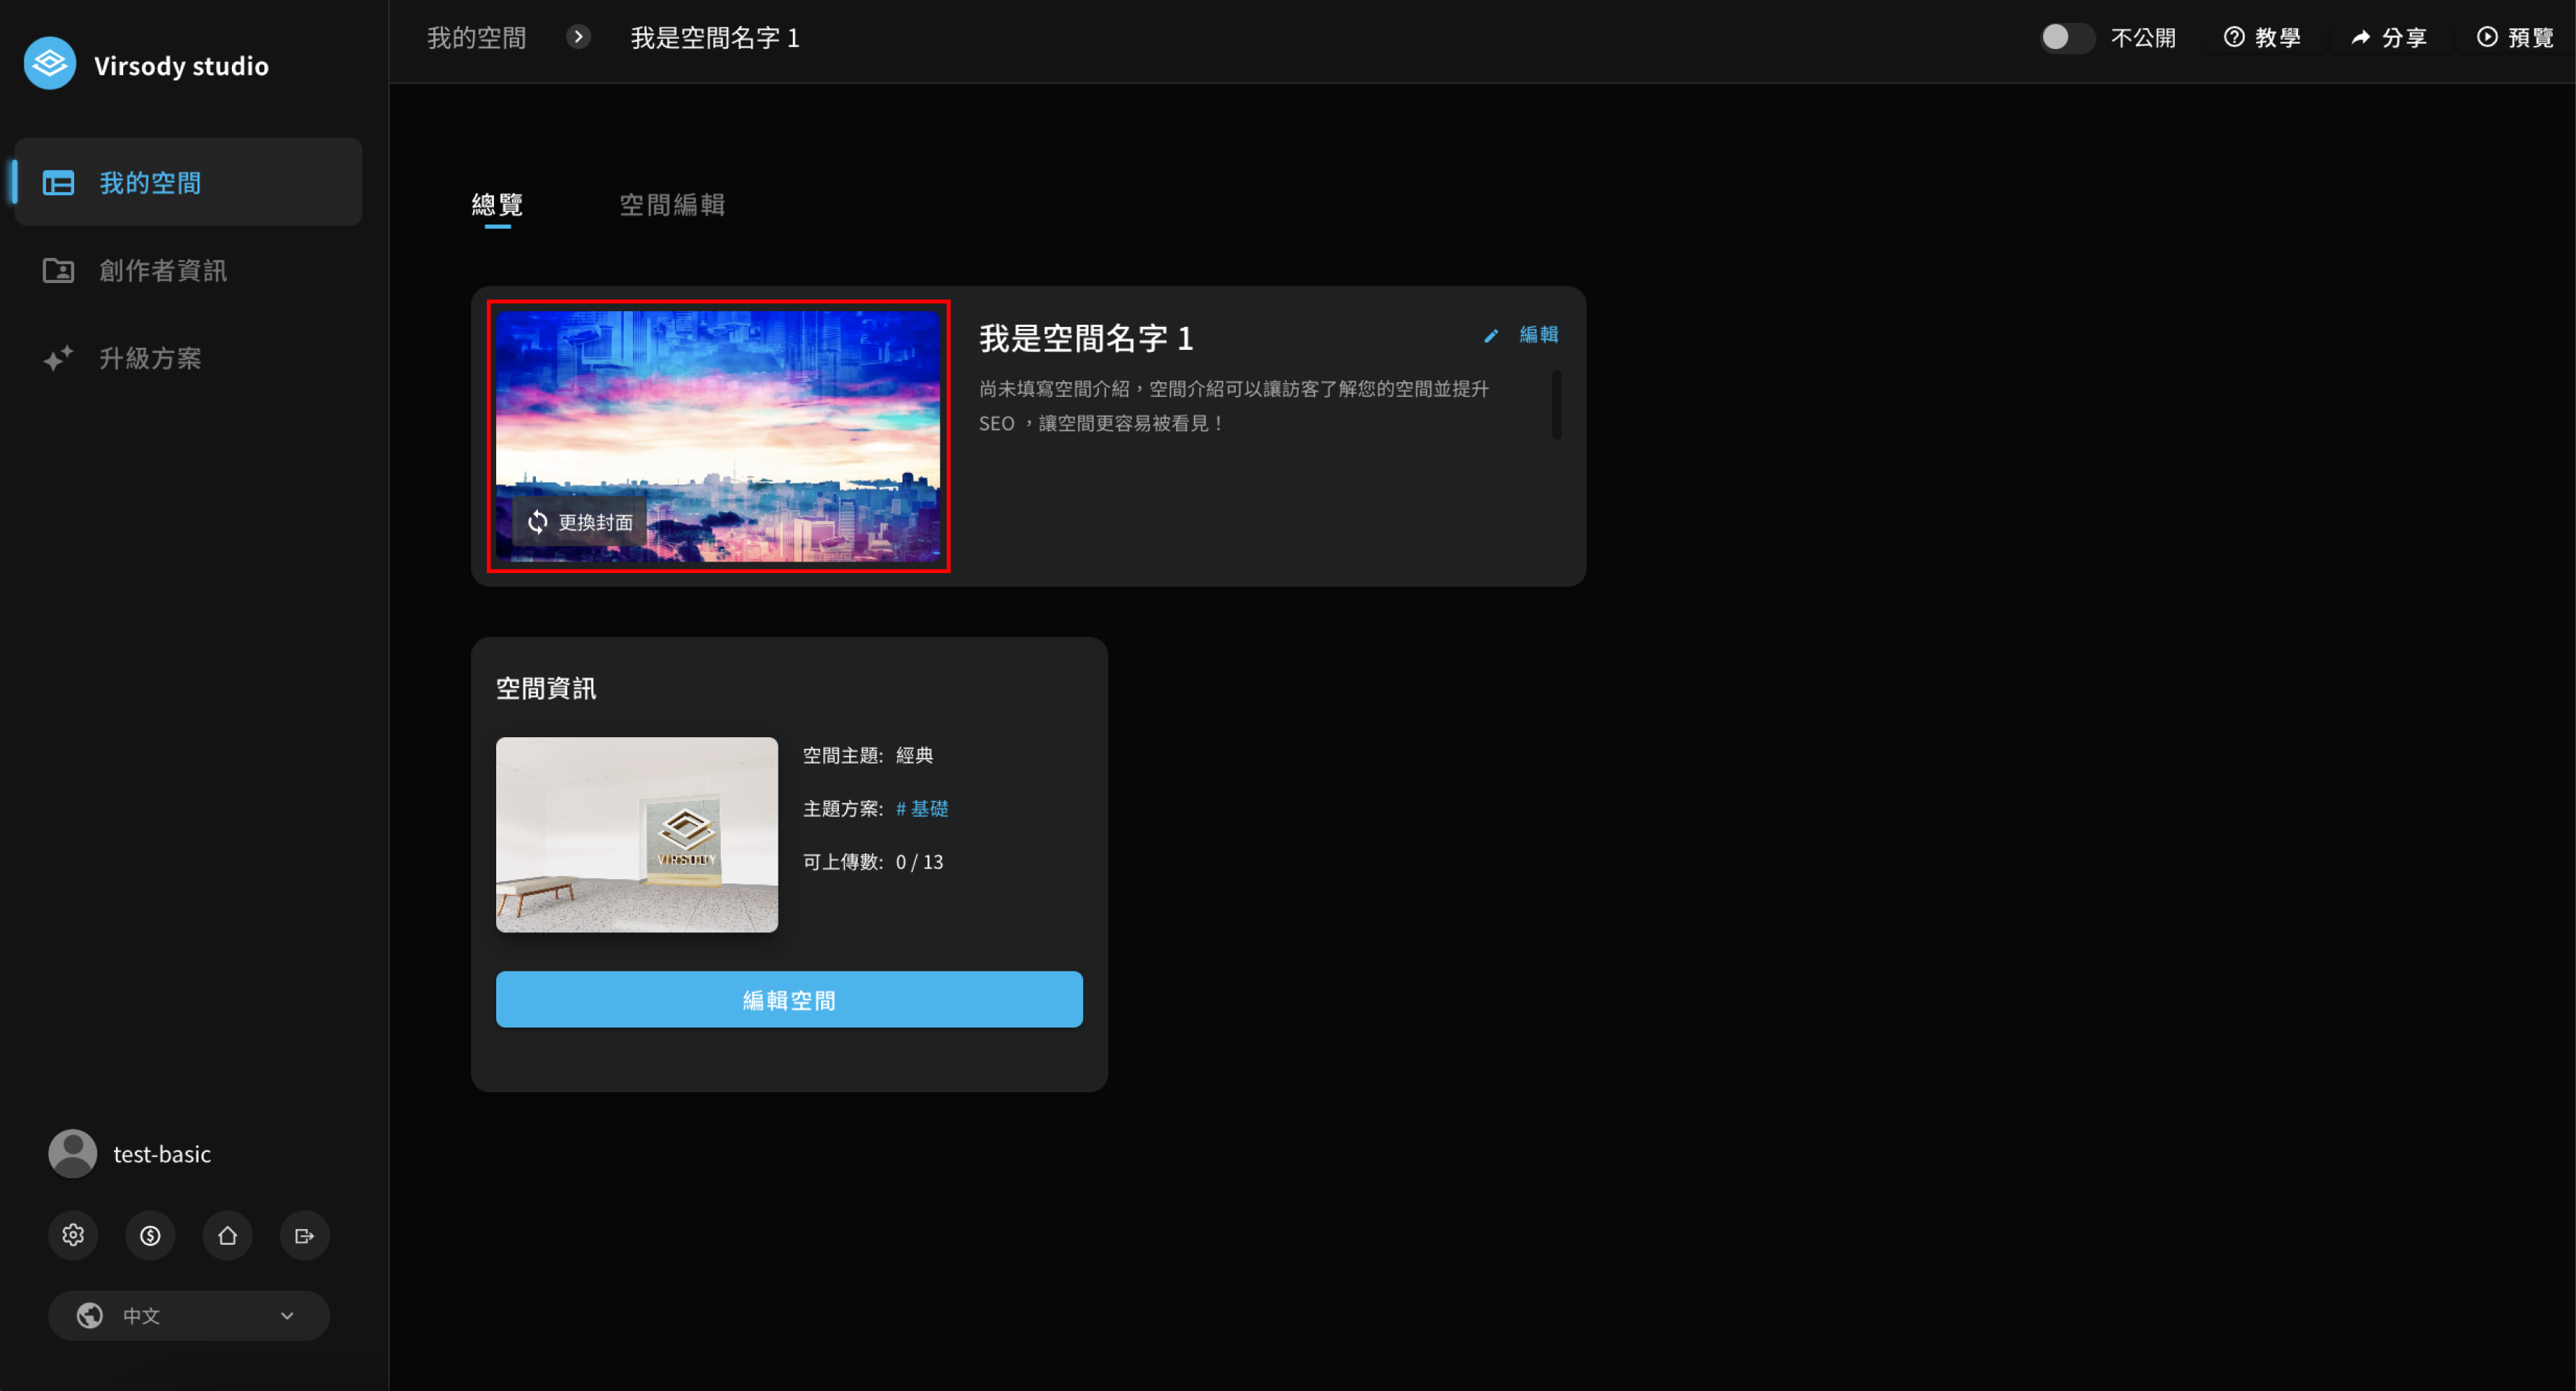 Virsody studio
我的空間
創作者資訊
升級方案
test-basic
中文
我的空間
我是空間名字 1
不公開
教學
分享
預覽
總覽
空間編輯
更換封面
我是空間名字 1
編輯
尚未填寫空間介紹，空間介紹可以讓訪客了解您的空間並提升
SEO ，讓空間更容易被看見！
空間資訊
VIRSODY
空間主題: 經典
主題方案: # 基礎
可上傳數: 0 / 13
編輯空間